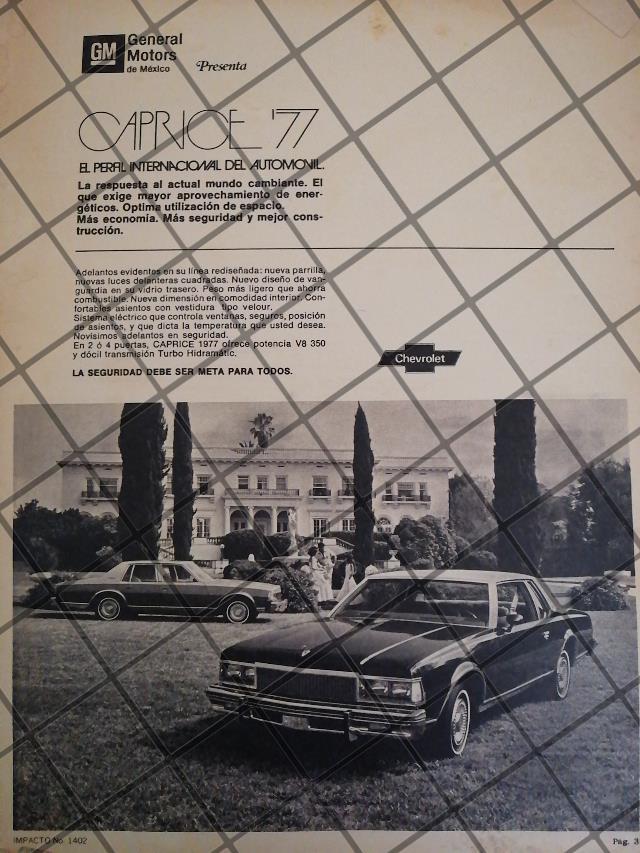 GM General
Motors
de México
Presenta
CAPRICE '77
EL PERFIL INTERNACIONAL DEL AUTOMOVIL.
La respuesta al actual mundo cambiante. El
que exige mayor aprovechamiento de ener-
géticos. Optima utilización de espacio.
Más economía. Más seguridad y mejor cons-
trucción.
Adelantos evidentes en su línea rediseñada: nueva parrilla,
nuevas luces delanteras cuadradas. Nuevo diseño de van-
guardia en su vidrio trasero. Peso más ligero que ahorra
combustible. Nueva dimensión en comodidad interior. Con-
fortables asientos con vestidura tipo velour.
Sistema eléctrico que controla ventanas, seguros, posición
de asientos, y que dicta la temperatura que usted desea.
Novísimos adelantos en seguridad.
En 2 ó 4 puertas, CAPRICE 1977 ofrece potencia V8 350
y dócil transmisión Turbo Hidramátic.
Chevrolet
LA SEGURIDAD DEBE SER META PARA TODOS.
IMPACTO No. 1402
Pág. 3